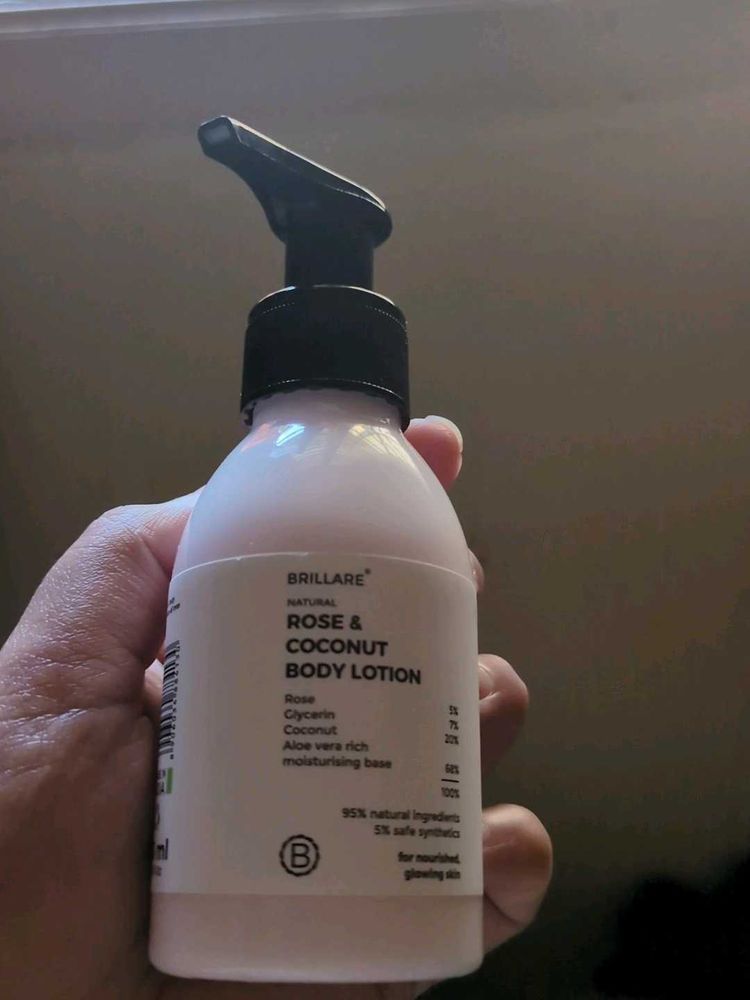 BRILLARE®
NATURAL
ROSE &
COCONUT
BODY LOTION
Rose 5%
Glycerin 7%
Coconut 20%
Aloe vera rich
moisturising base 68%
100%
95% natural ingredients
5% safe synthetics
B
for nourished,
glowing skin
ml